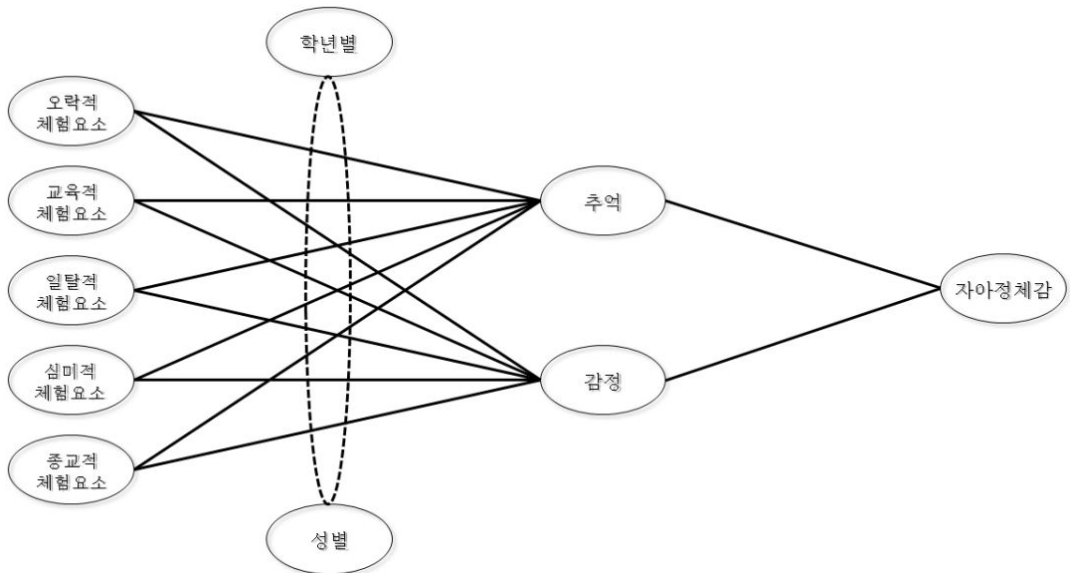 학년별
오락적
체험요소
교육적
체험요소
추억
일탈적
체험요소
자아정체감
심미적
체험요소
감정
종교적
체험요소
성별